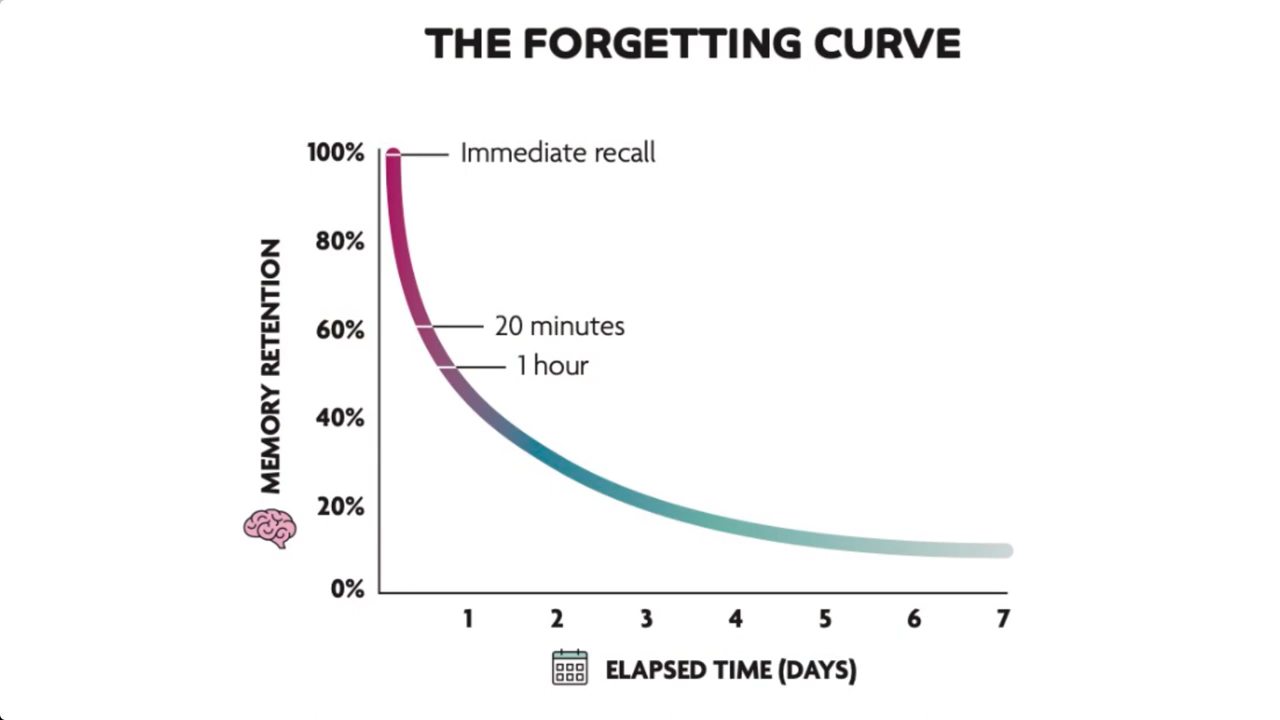 THE FORGETTING CURVE
100%
Immediate recall
80%
MEMORY RETENTION
60%
20 minutes
1 hour
40%
20%
0%
1 2 3 4 5 6 7
ELAPSED TIME (DAYS)